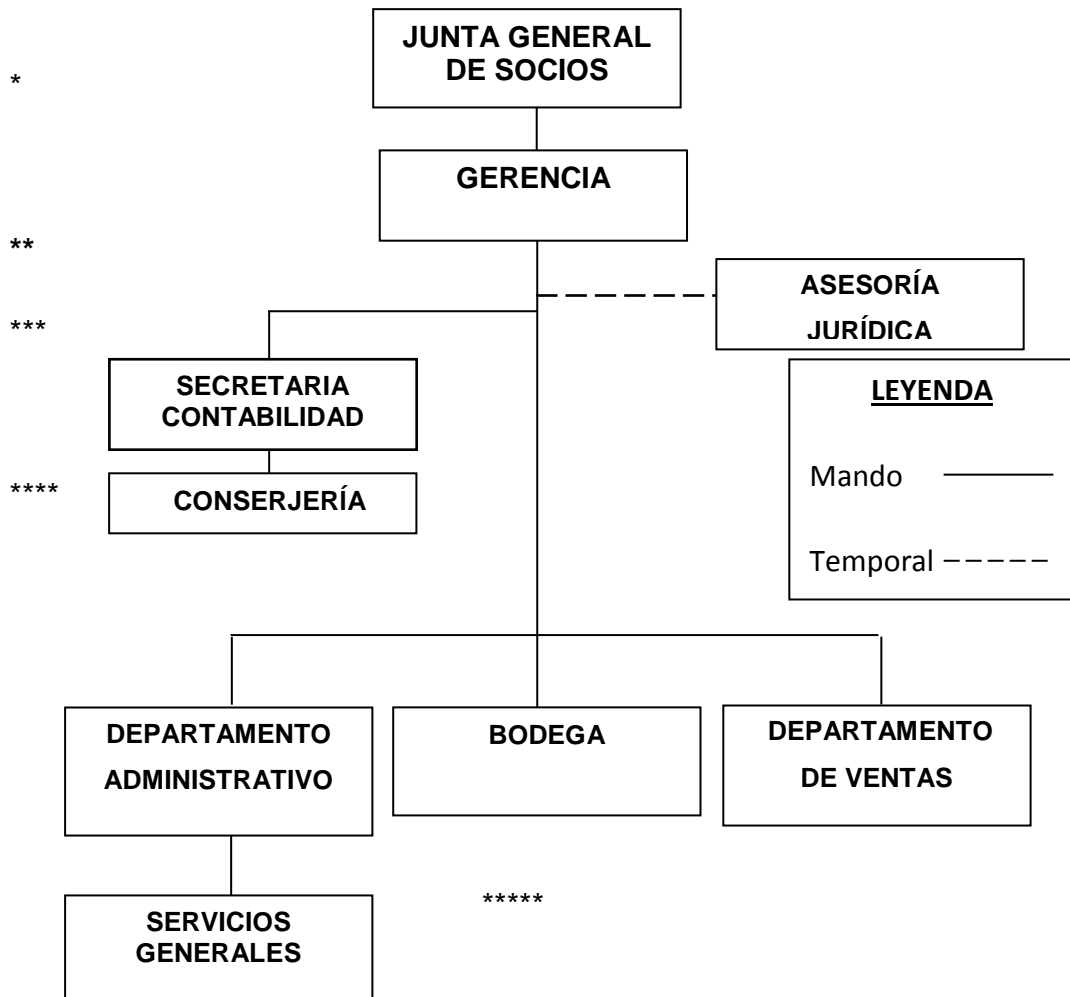 JUNTA GENERAL
DE SOCIOS
*
GERENCIA
**
ASESORÍA
JURÍDICA
***
SECRETARIA
CONTABILIDAD
LEYENDA
Mando
****
CONSERJERÍA
Temporal
DEPARTAMENTO
ADMINISTRATIVO
BODEGA
DEPARTAMENTO
DE VENTAS
*****
SERVICIOS
GENERALES